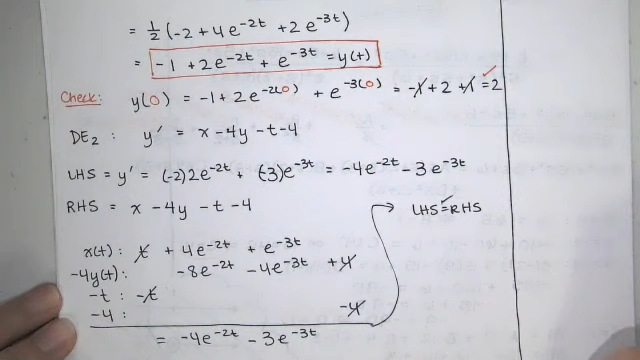 = 1/2 (-2 + 4e^-2t + 2e^-3t)
= -1 + 2e^-2t + e^-3t = y(t)
Check: y(0) = -1 + 2e^-2(0) + e^-3(0) = -1 + 2 + 1 = 2 ✓
DE₂: y' = x - 4y - t - 4
LHS = y' = (-2)2e^-2t + (-3)e^-3t = -4e^-2t - 3e^-3t
RHS = x - 4y - t - 4
LHS = RHS ✓
x(t): t + 4e^-2t + e^-3t
-4y(t): -8e^-2t - 4e^-3t + 4
-t: -t
-4: -4
= -4e^-2t - 3e^-3t